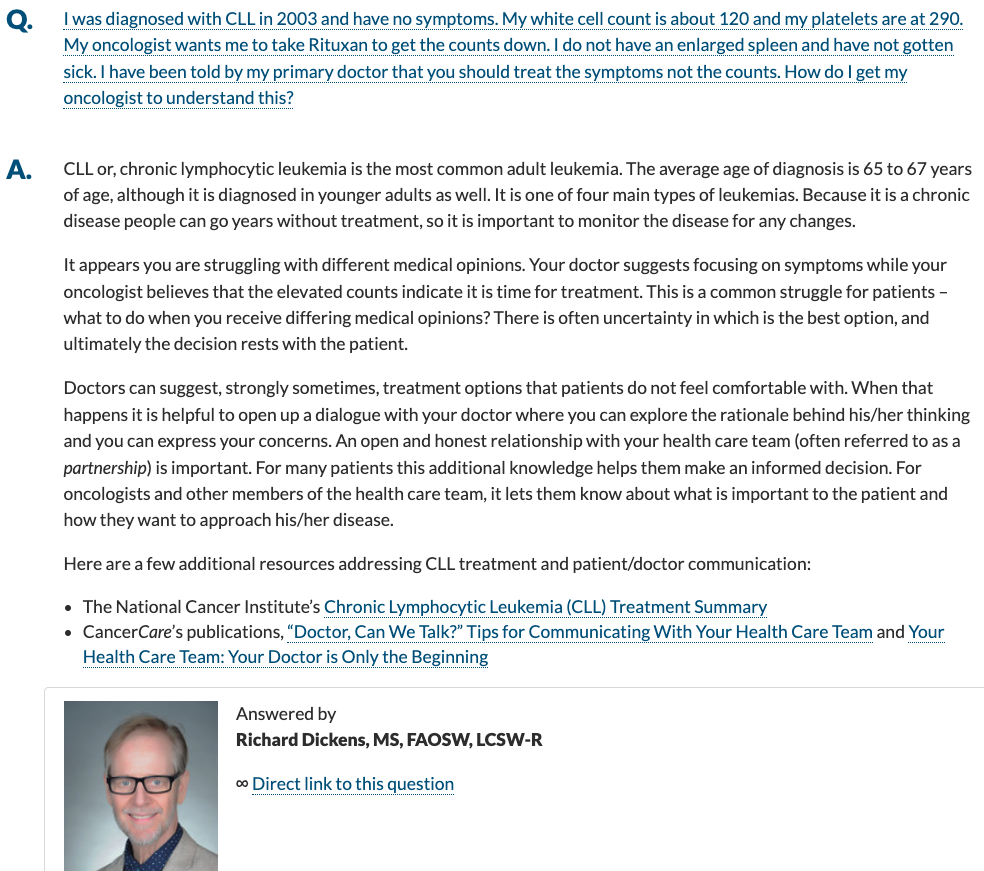 Q. I was diagnosed with CLL in 2003 and have no symptoms. My white cell count is about 120 and my platelets are at 290.
My oncologist wants me to take Rituxan to get the counts down. I do not have an enlarged spleen and have not gotten
sick. I have been told by my primary doctor that you should treat the symptoms not the counts. How do I get my
oncologist to understand this?
A. CLL or, chronic lymphocytic leukemia is the most common adult leukemia. The average age of diagnosis is 65 to 67 years
of age, although it is diagnosed in younger adults as well. It is one of four main types of leukemias. Because it is a chronic
disease people can go years without treatment, so it is important to monitor the disease for any changes.
It appears you are struggling with different medical opinions. Your doctor suggests focusing on symptoms while your
oncologist believes that the elevated counts indicate it is time for treatment. This is a common struggle for patients –
what to do when you receive differing medical opinions? There is often uncertainty in which is the best option, and
ultimately the decision rests with the patient.
Doctors can suggest, strongly sometimes, treatment options that patients do not feel comfortable with. When that
happens it is helpful to open up a dialogue with your doctor where you can explore the rationale behind his/her thinking
and you can express your concerns. An open and honest relationship with your health care team (often referred to as a
partnership) is important. For many patients this additional knowledge helps them make an informed decision. For
oncologists and other members of the health care team, it lets them know about what is important to the patient and
how they want to approach his/her disease.
Here are a few additional resources addressing CLL treatment and patient/doctor communication:
• The National Cancer Institute's Chronic Lymphocytic Leukemia (CLL) Treatment Summary
• CancerCare's publications, “Doctor, Can We Talk?” Tips for Communicating With Your Health Care Team and Your
Health Care Team: Your Doctor is Only the Beginning
Answered by
Richard Dickens, MS, FAOSW, LCSW-R
∞ Direct link to this question